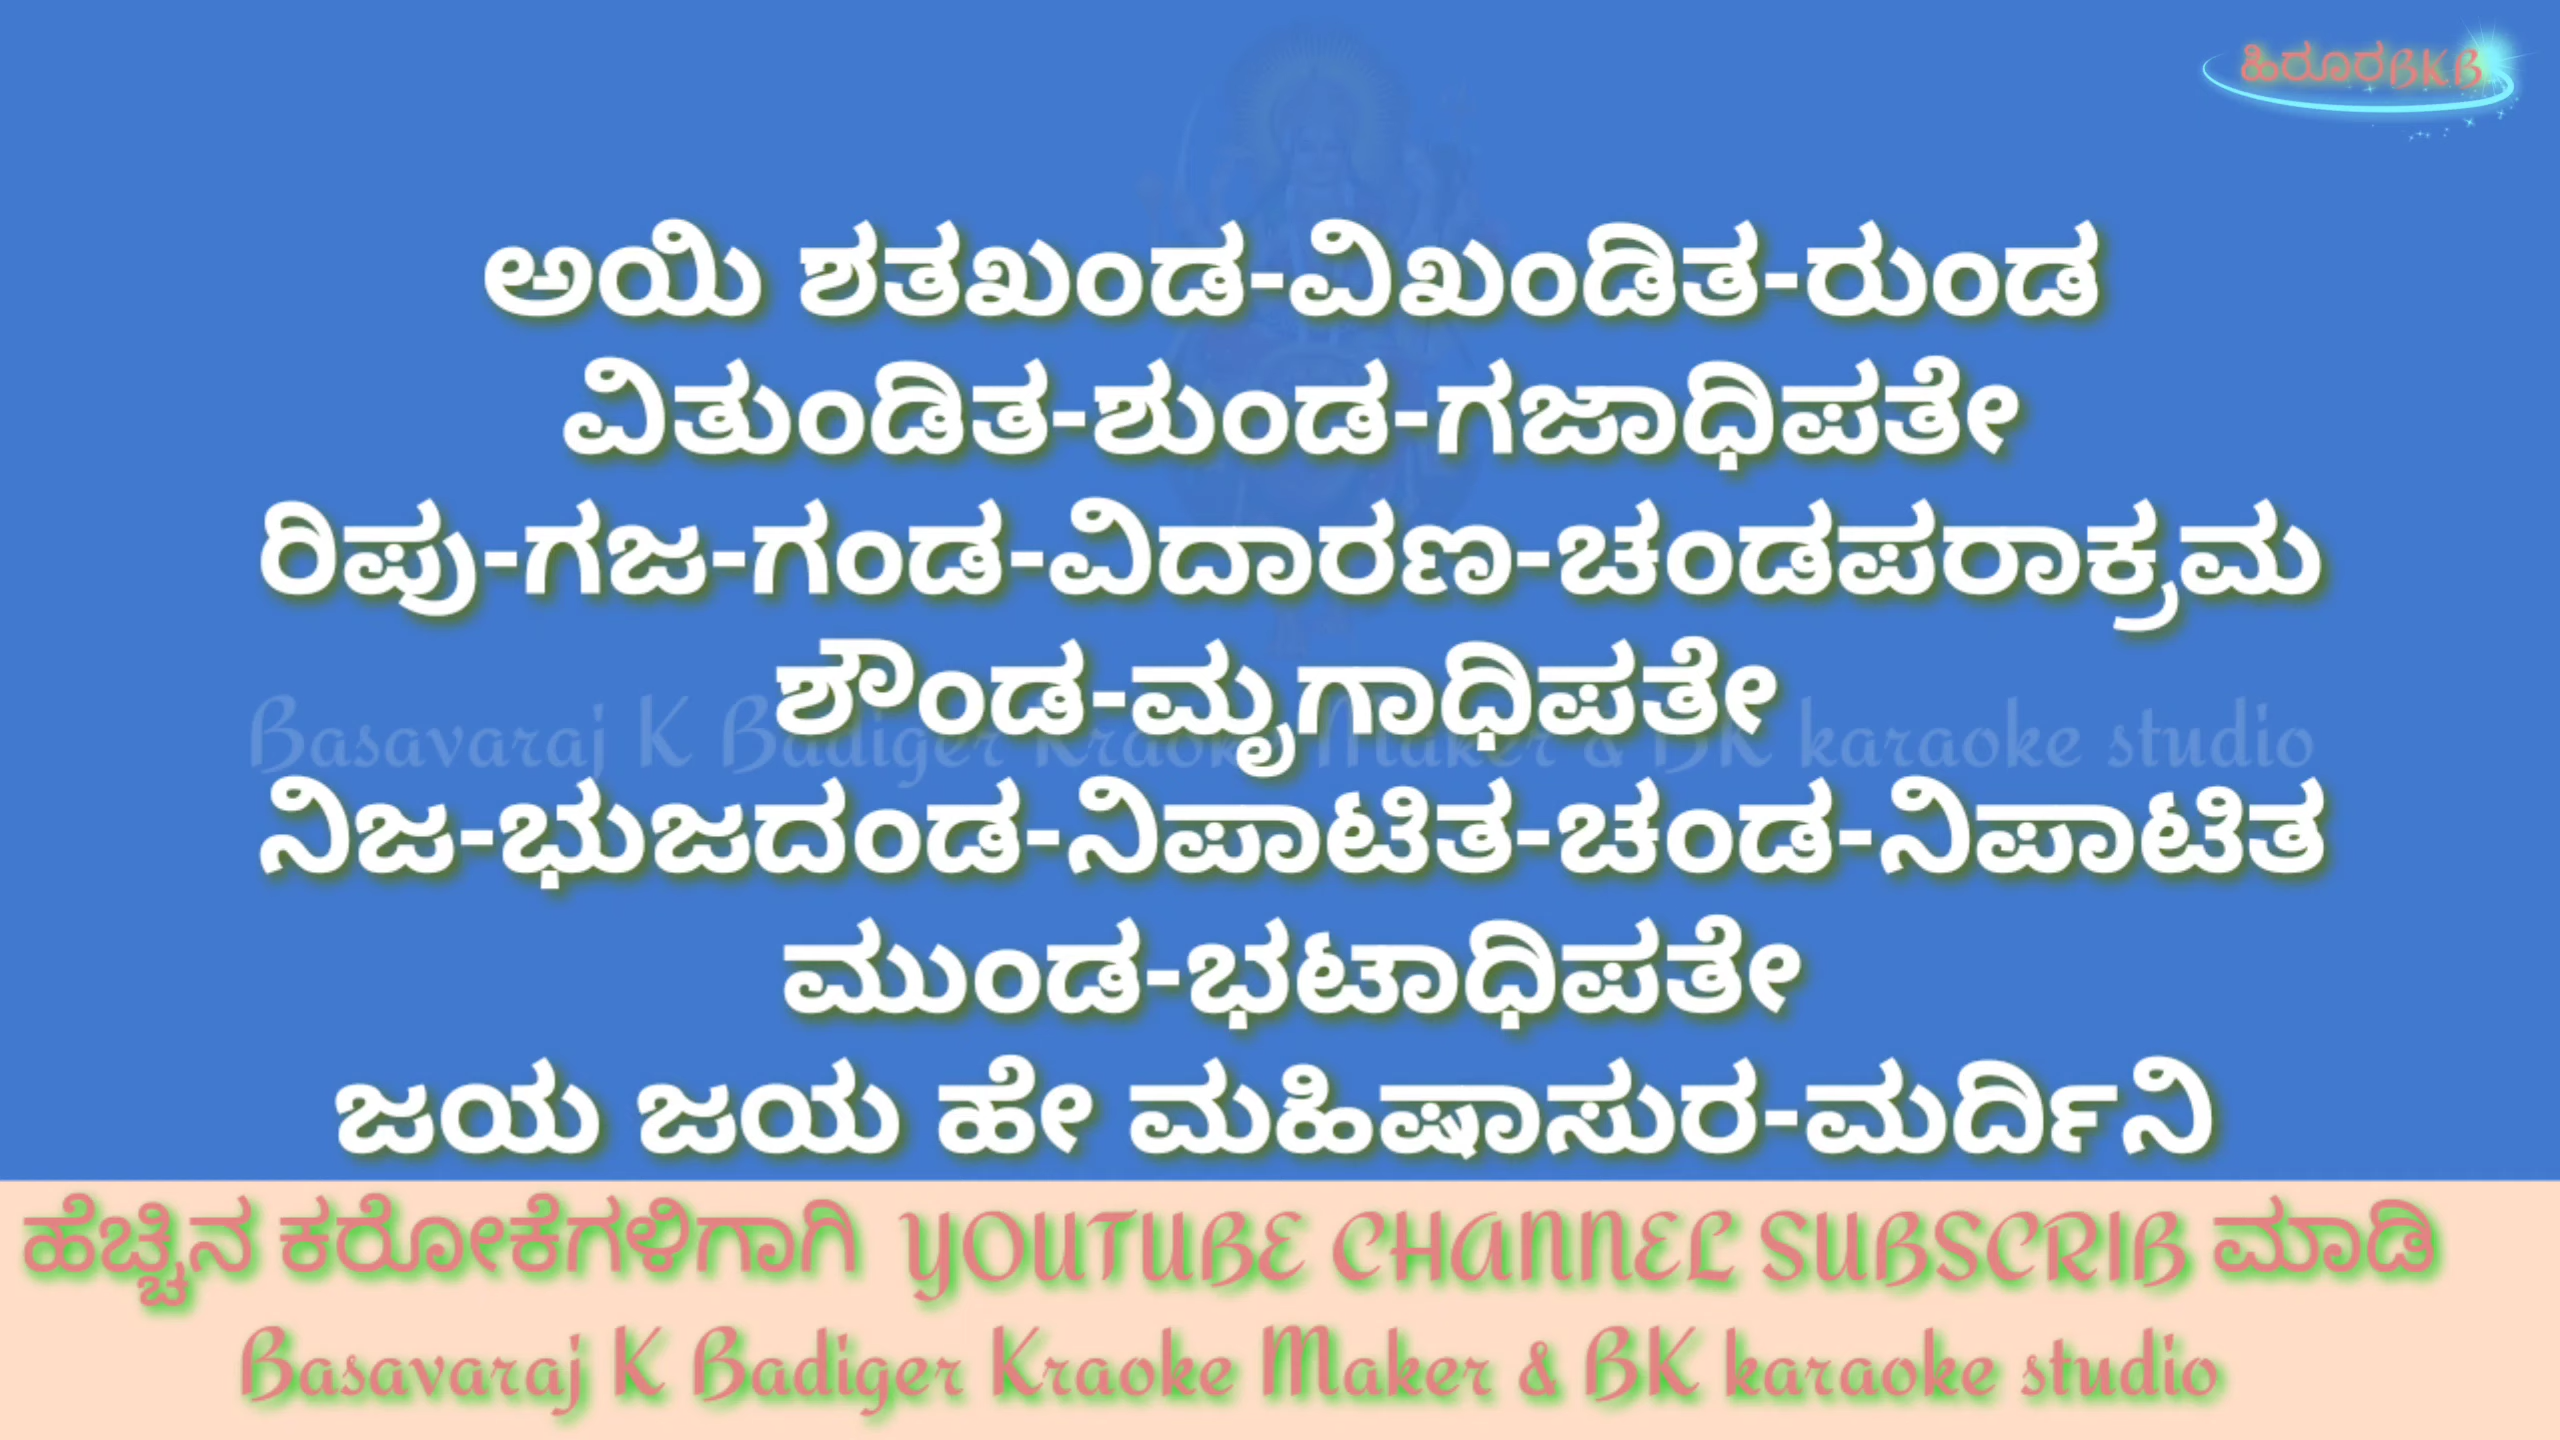 ಹಿರೂರBKB
ಅಯಿ ಶತಖಂಡ-ವಿಖಂಡಿತ-ರುಂಡ
ವಿತುಂಡಿತ-ಶುಂಡ-ಗಜಾಧಿಪತೇ
ರಿಪು-ಗಜ-ಗಂಡ-ವಿದಾರಣ-ಚಂಡಪರಾಕ್ರಮ
ಶೌಂಡ-ಮೃಗಾಧಿಪತೇ
Basavaraj K Badiger Kraoke Maker & BK karaoke studio
ನಿಜ-ಭುಜದಂಡ-ನಿಪಾಟಿತ-ಚಂಡ-ನಿಪಾಟಿತ
ಮುಂಡ-ಭಟಾಧಿಪತೇ
ಜಯ ಜಯ ಹೇ ಮಹಿಷಾಸುರ-ಮರ್ದಿನಿ
ಹೆಚ್ಚಿನ ಕರೋಕೆಗಳಿಗಾಗಿ YOUTUBE CHANNEL SUBSCRIB ಮಾಡಿ
Basavaraj K Badiger Kraoke Maker & BK karaoke studio